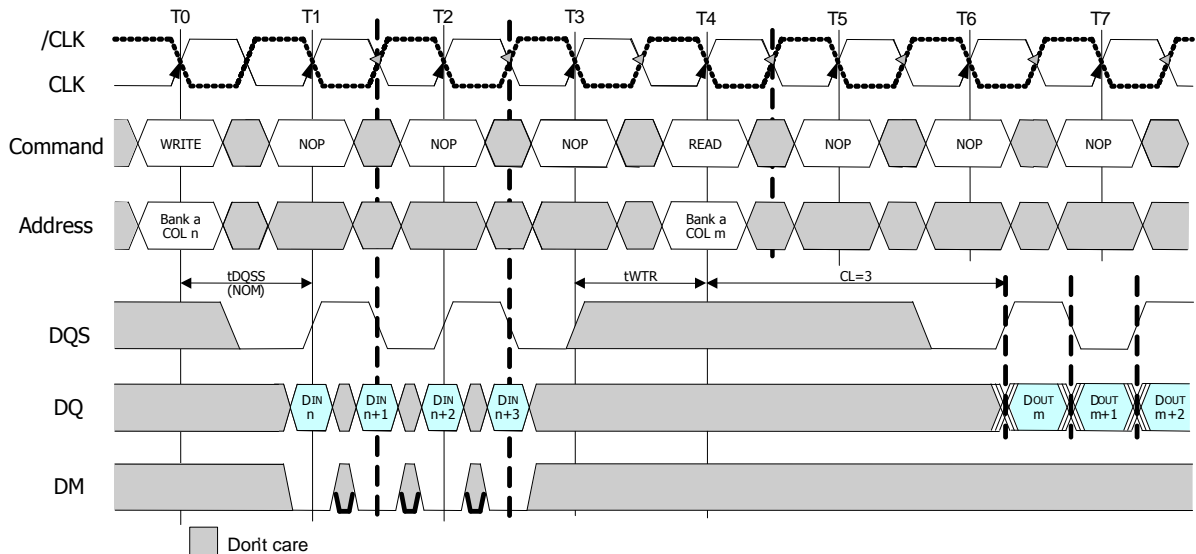 T0 T1 T2 T3 T4 T5 T6 T7
/CLK
CLK
Command WRITE NOP NOP NOP READ NOP NOP NOP
Address Bank a COL n Bank a COL m
tDQSS
(NOM)
tWTR
CL=3
DQS
DQ
DIN
n
DIN
n+1
DIN
n+2
DIN
n+3
DOUT
m
DOUT
m+1
DOUT
m+2
DM
Don't care